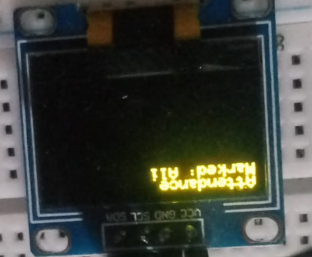 Attendance
Marked: Ali
VCC GND SCL SDA